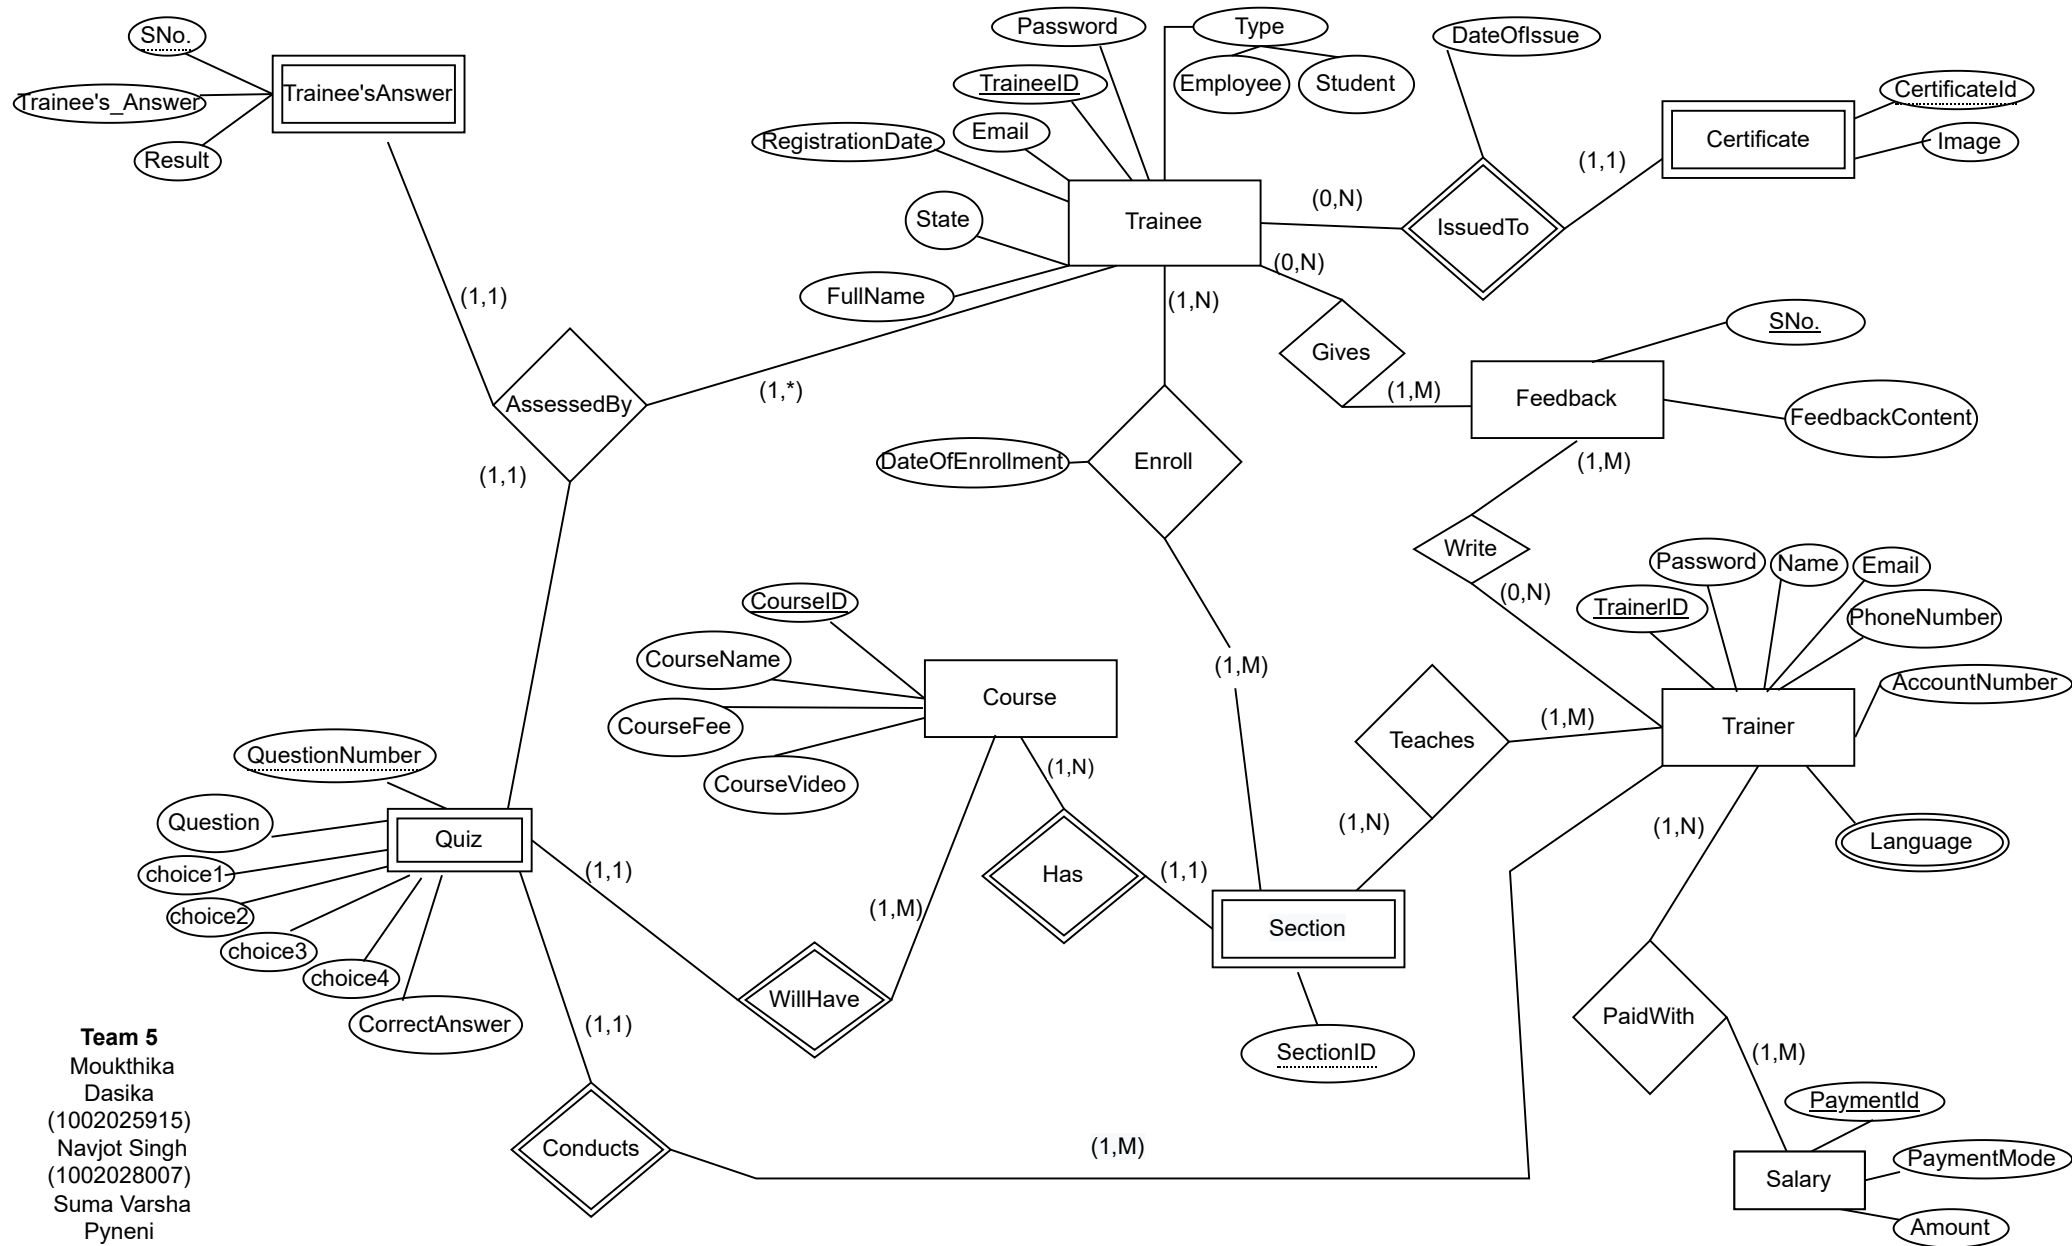 Password
Type
DateOfIssue
SNo.
TraineeID
Employee
Student
Trainee's_Answer
Trainee'sAnswer
CertificateId
Email
RegistrationDate
Certificate
Image
Result
(1,1)
(0,N)
State
Trainee
IssuedTo
(0,N)
FullName
(1,1)
(1,N)
SNo.
Gives
(1,*)
(1,M)
Feedback
AssessedBy
FeedbackContent
DateOfEnrollment
Enroll
(1,M)
(1,1)
Write
Password
Name
Email
(0,N)
CourseID
TrainerID
PhoneNumber
CourseName
(1,M)
Course
AccountNumber
CourseFee
Teaches
(1,M)
Trainer
QuestionNumber
(1,N)
CourseVideo
Question
Quiz
(1,N)
(1,N)
Language
choice1
(1,1)
Has
(1,1)
choice2
(1,M)
Section
choice3
choice4
WillHave
CorrectAnswer
(1,1)
PaidWith
SectionID
(1,M)
Team 5
Moukthika
Dasika
(1002025915)
Navjot Singh
(1002028007)
Suma Varsha
Pyneni
Conducts
(1,M)
PaymentId
PaymentMode
Salary
Amount